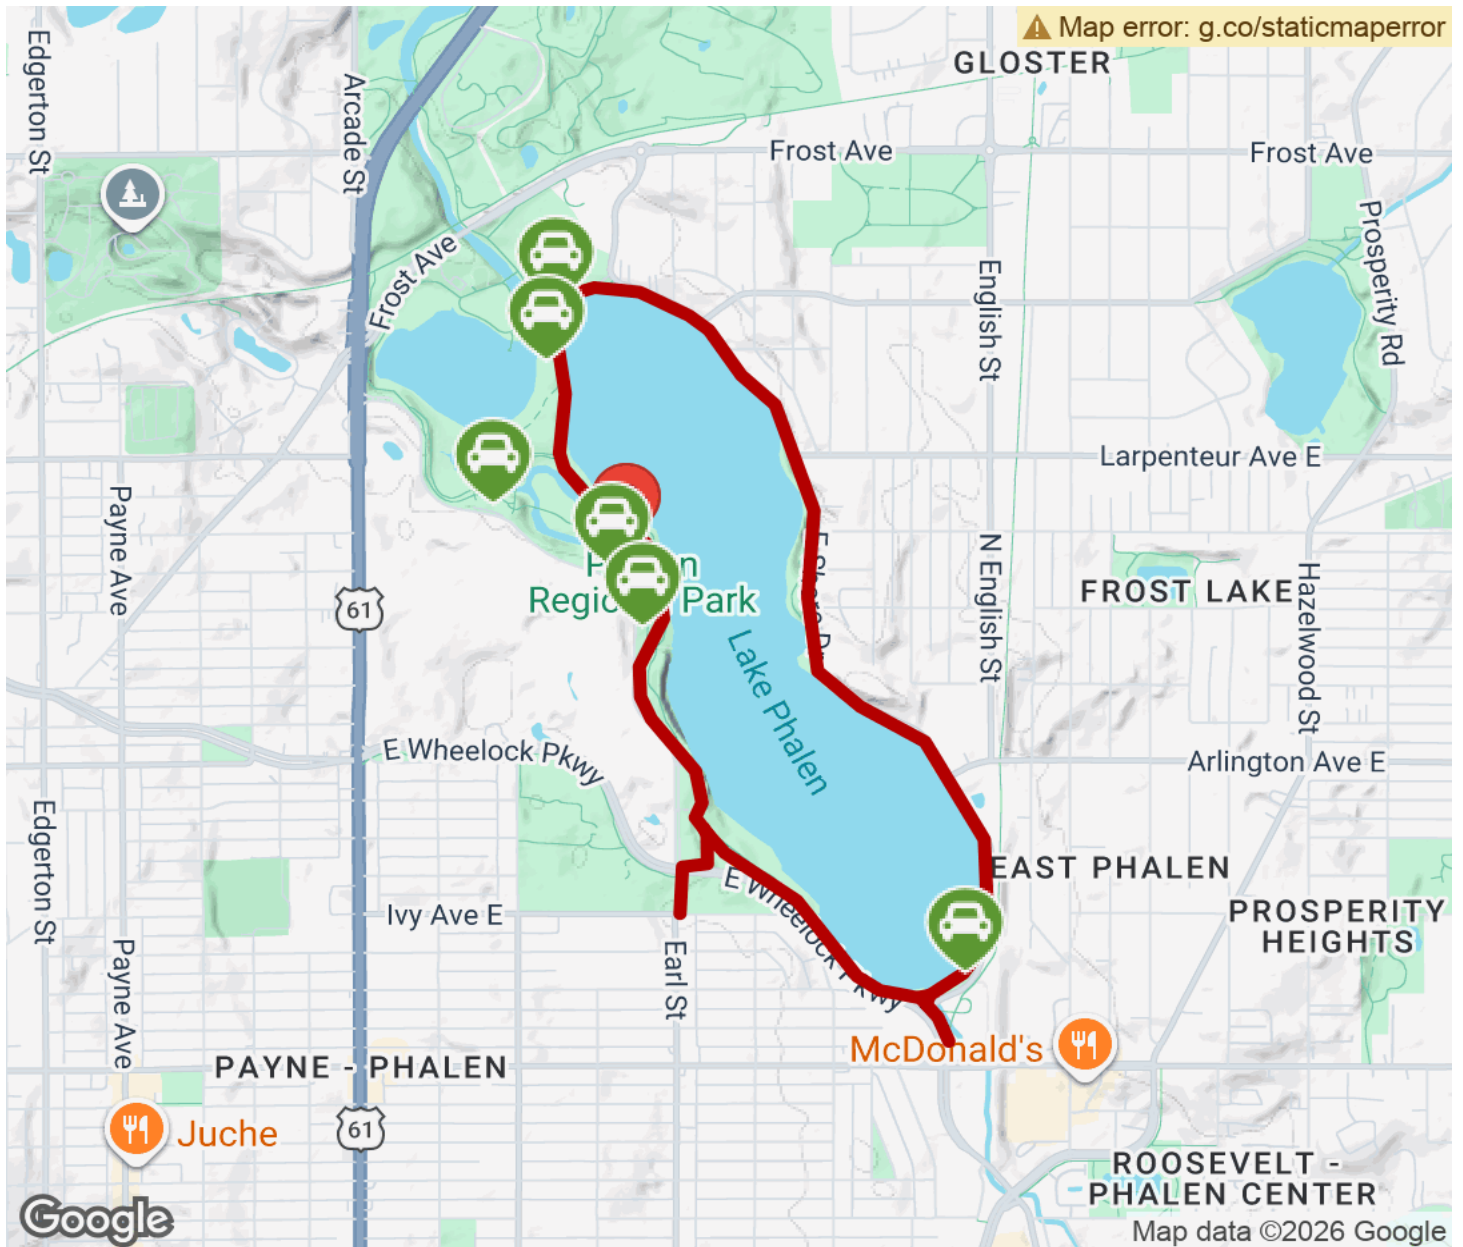 Map error: g.co/staticmaperror
GLOSTER
Edgerton St
Arcade St
Frost Ave
Frost Ave
Prosperity Rd
Frost Ave
English St
Larpenteur Ave E
Payne Ave
N English St
FROST LAKE
Hazelwood St
61
Regio Park
Lake Phalen
E Wheelock Pkwy
Arlington Ave E
Edgerton St
EAST PHALEN
E Wheelock Pkwy
Ivy Ave E
PROSPERITY
HEIGHTS
Payne Ave
Earl St
McDonald's
PAYNE - PHALEN
61
Juche
ROOSEVELT -
PHALEN CENTER
Google
Map data ©2026 Google